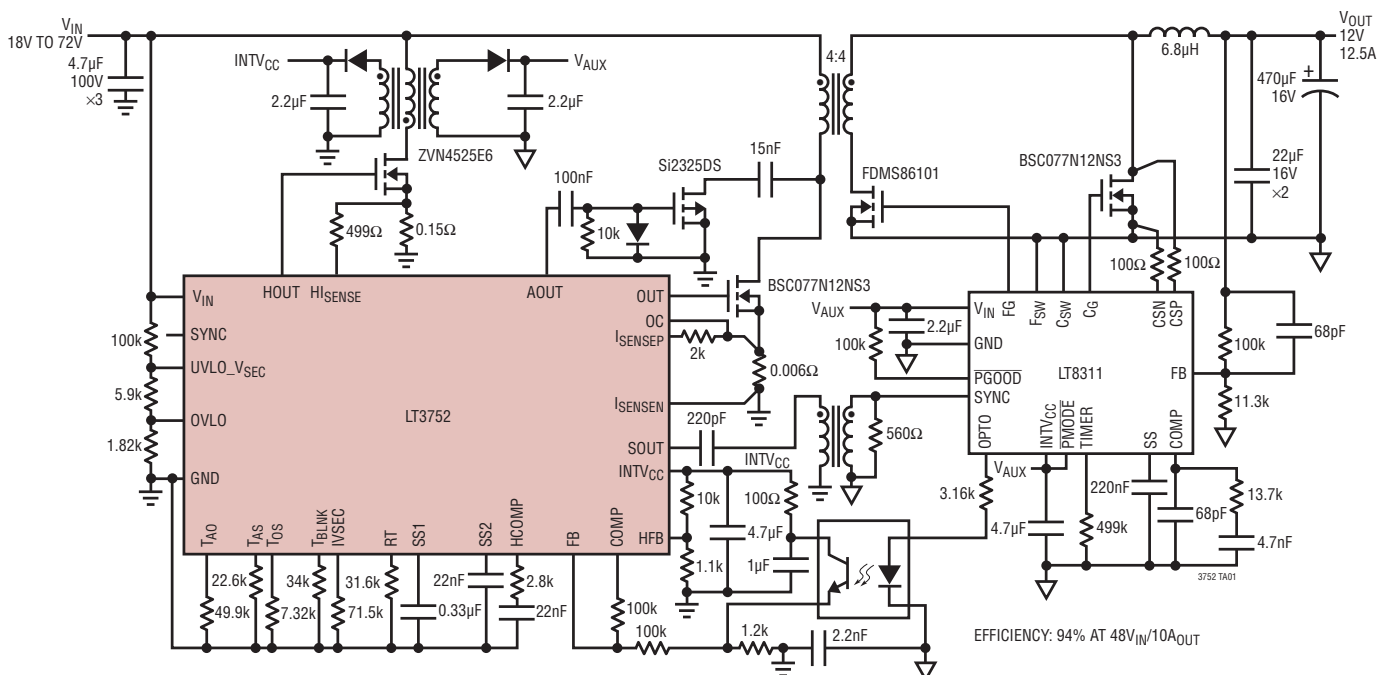 VIN
18V TO 72V
4.7µF
100V
×3
INTVCC
2.2µF
VAUX
2.2µF
ZVN4525E6
499Ω
0.15Ω
Si2325DS
15nF
100nF
10k
4:4
FDMS86101
BSC077N12NS3
6.8µH
VOUT
12V
12.5A
470µF
16V
+
22µF
16V
×2
100Ω
100Ω
BSC077N12NS3
VIN
SYNC
UVLO_VSEC
OVLO
GND
HOUT
HISENSE
AOUT
OUT
OC
ISENSEP
ISENSEN
SOUT
INTVCC
HFB
LT3752
TAO
TAS
TOS
TBLNK
IVSEC
RT
SS1
SS2
HCOMP
FB
COMP
100k
5.9k
1.82k
2k
0.006Ω
220pF
560Ω
VAUX
2.2µF
100k
VIN
GND
PGOOD
SYNC
FG
FSW
CSW
CG
CSN
CSP
LT8311
FB
OPTO
INTVCC
PMODE
TIMER
SS
COMP
100k
68pF
11.3k
INTVCC
10k
1.1k
4.7µF
100Ω
1µF
3.16k
VAUX
4.7µF
499k
220nF
68pF
13.7k
4.7nF
3752 TA01
49.9k
22.6k
7.32k
34k
71.5k
31.6k
0.33µF
22nF
2.8k
22nF
100k
100k
1.2k
2.2nF
EFFICIENCY: 94% AT 48VIN/10AOUT